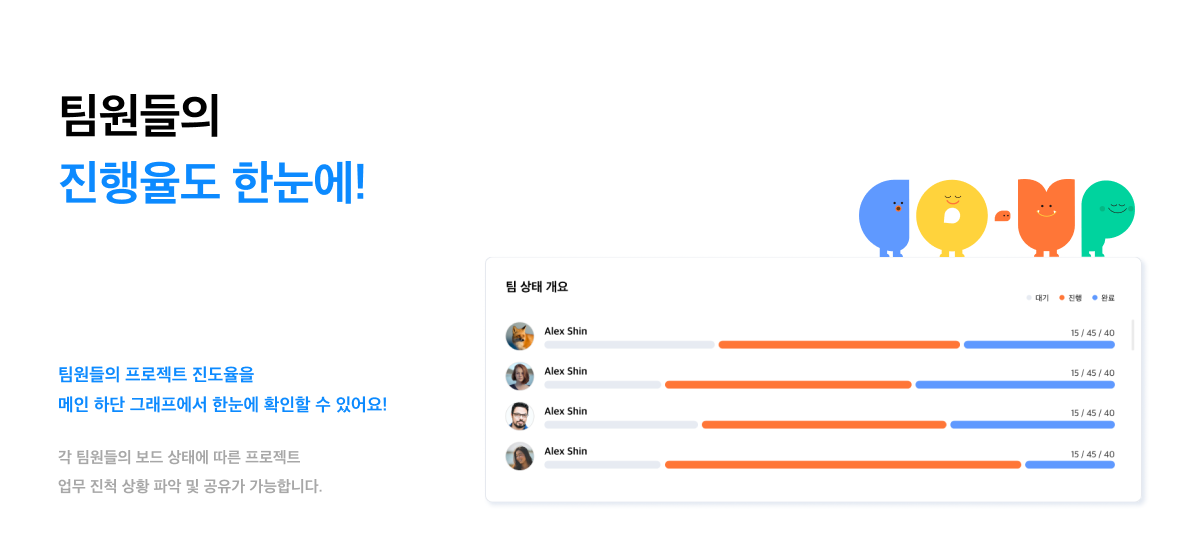 팀원들의
진행율도 한눈에!
팀원들의 프로젝트 진도율을
메인 하단 그래프에서 한눈에 확인할 수 있어요!
각 팀원들의 보드 상태에 따른 프로젝트
업무 진척 상황 파악 및 공유가 가능합니다.
CO-UP
팀 상태 개요
대기 진행 완료
Alex Shin 15 / 45 / 40
Alex Shin 15 / 45 / 40
Alex Shin 15 / 45 / 40
Alex Shin 15 / 45 / 40